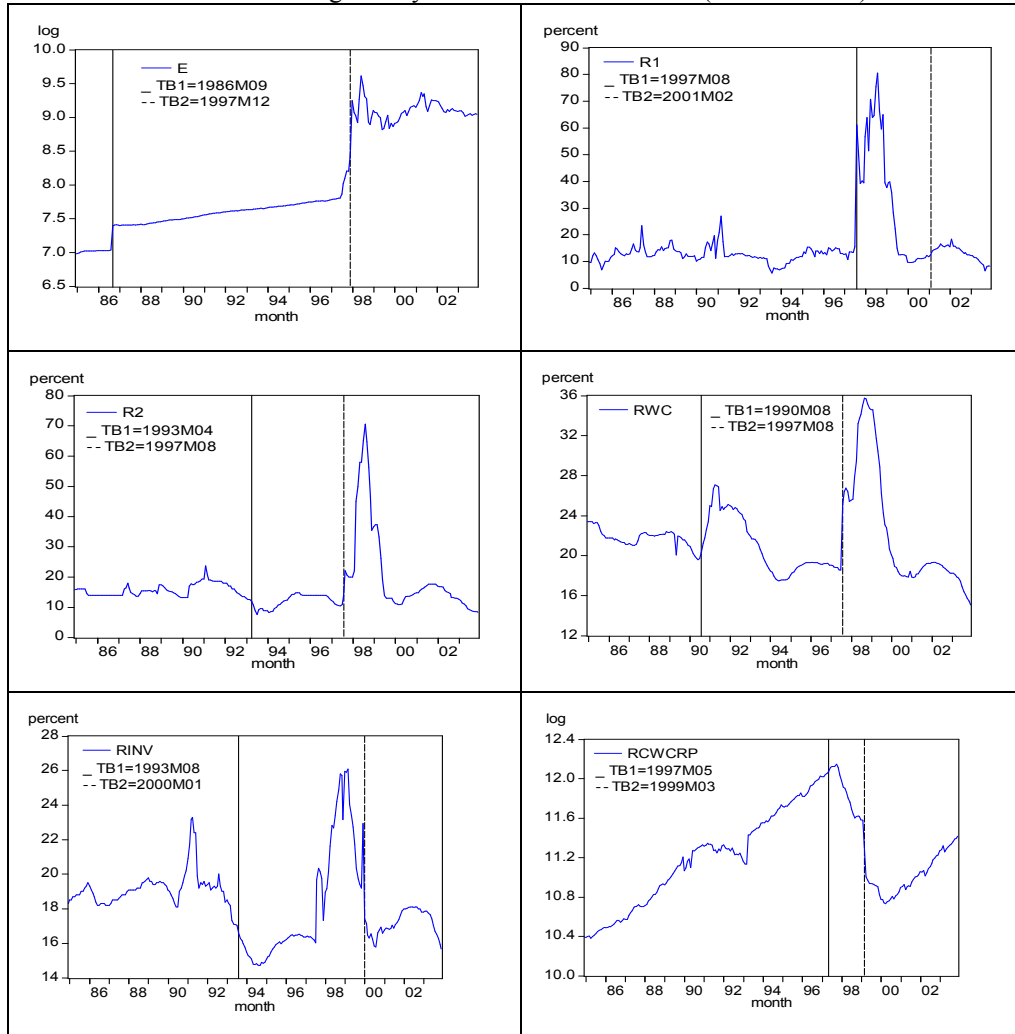 log
10.0
9.5
9.0
8.5
8.0
7.5
7.0
6.5
E
_ TB1=1986M09
-- TB2=1997M12
86 88 90 92 94 96 98 00 02
month
percent
90
80
70
60
50
40
30
20
10
0
R1
_ TB1=1997M08
-- TB2=2001M02
86 88 90 92 94 96 98 00 02
month
percent
80
70
60
50
40
30
20
10
0
R2
_ TB1=1993M04
-- TB2=1997M08
86 88 90 92 94 96 98 00 02
month
percent
36
32
28
24
20
16
12
RWC
_ TB1=1990M08
-- TB2=1997M08
86 88 90 92 94 96 98 00 02
month
percent
28
26
24
22
20
18
16
14
RINV
_ TB1=1993M08
-- TB2=2000M01
86 88 90 92 94 96 98 00 02
month
log
12.4
12.0
11.6
11.2
10.8
10.4
10.0
RCWCRP
_ TB1=1997M05
-- TB2=1999M03
86 88 90 92 94 96 98 00 02
month